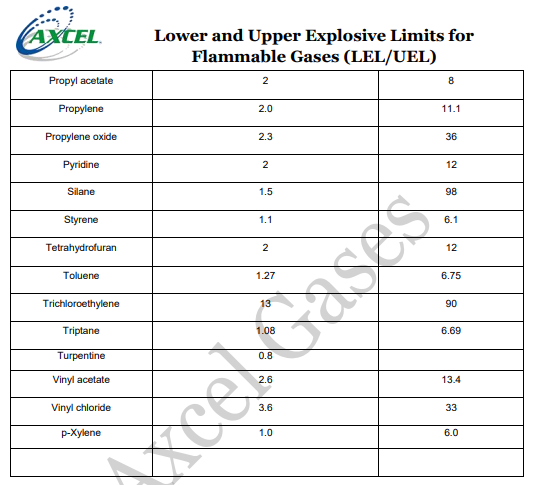 AXCEL
Lower and Upper Explosive Limits for
Flammable Gases (LEL/UEL)
Propyl acetate 2 8
Propylene 2.0 11.1
Propylene oxide 2.3 36
Pyridine 2 12
Silane 1.5 98
Styrene 1.1 6.1
Tetrahydrofuran 2 12
Toluene 1.27 6.75
Trichloroethylene 13 90
Triptane 1.08 6.69
Turpentine 0.8
Vinyl acetate 2.6 13.4
Vinyl chloride 3.6 33
p-Xylene 1.0 6.0
Axcel Gases